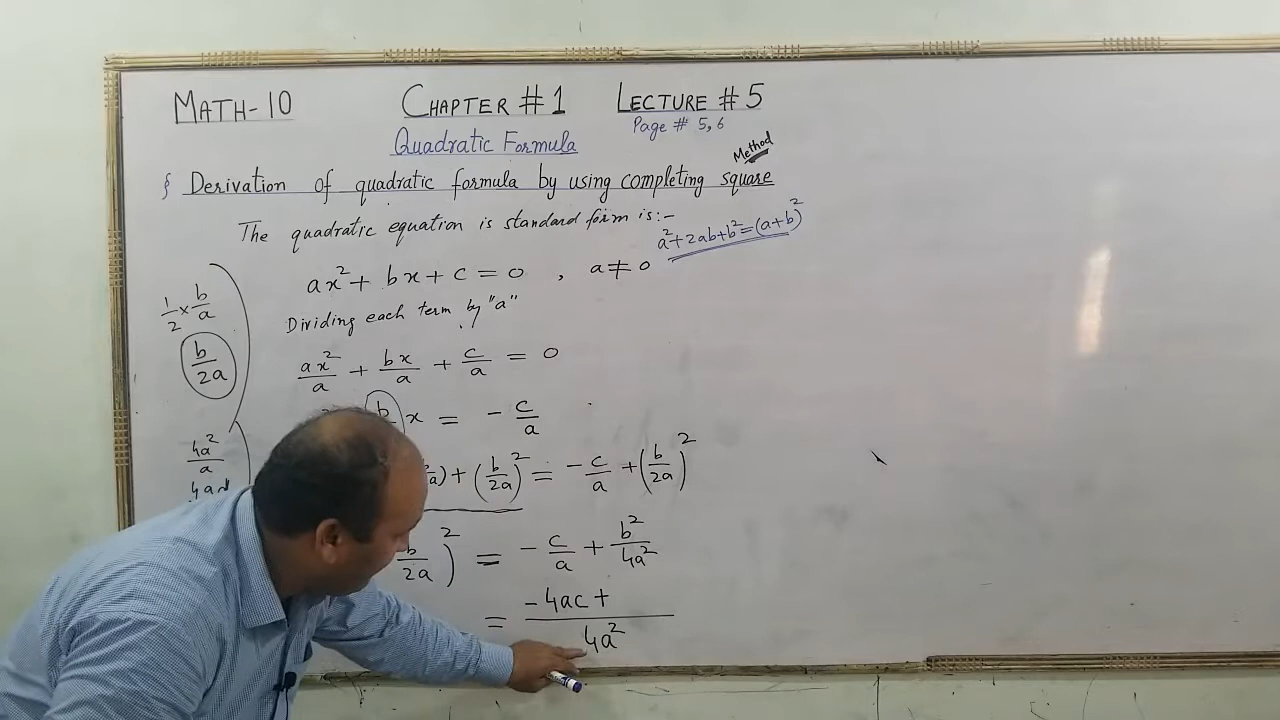 MATH-10 CHAPTER #1 LECTURE #5
Page # 5,6
Quadratic Formula
Method
{ Derivation of quadratic formula by using completing square
The quadratic equation is standard form is:-
a²+2ab+b²=(a+b)²
ax² + bx + c = 0 , a≠0
1/2 × b/a
Dividing each term by "a"
b/2a
ax²/a + bx/a + c/a = 0
b x = - c/a
4a²/a
) + (b/2a)² = -c/a + (b/2a)²
b/2a)² = -c/a + b²/4a²
= -4ac + / 4a²